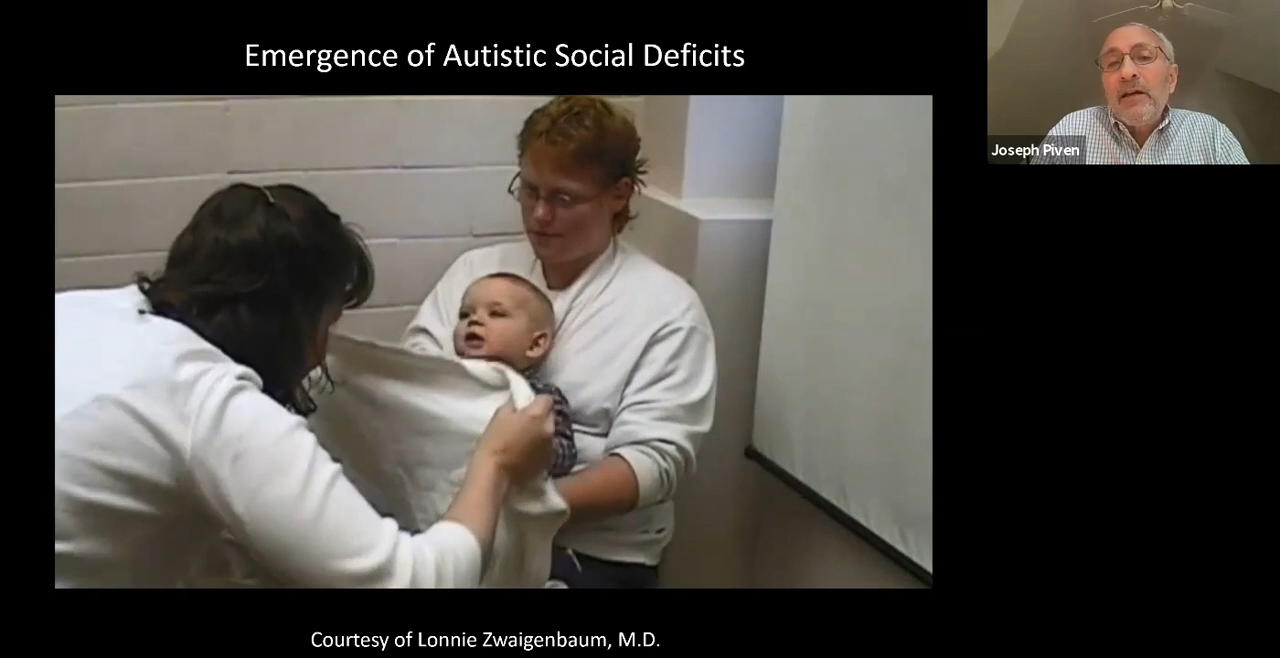 Emergence of Autistic Social Deficits
Joseph Piven
Courtesy of Lonnie Zwaigenbaum, M.D.